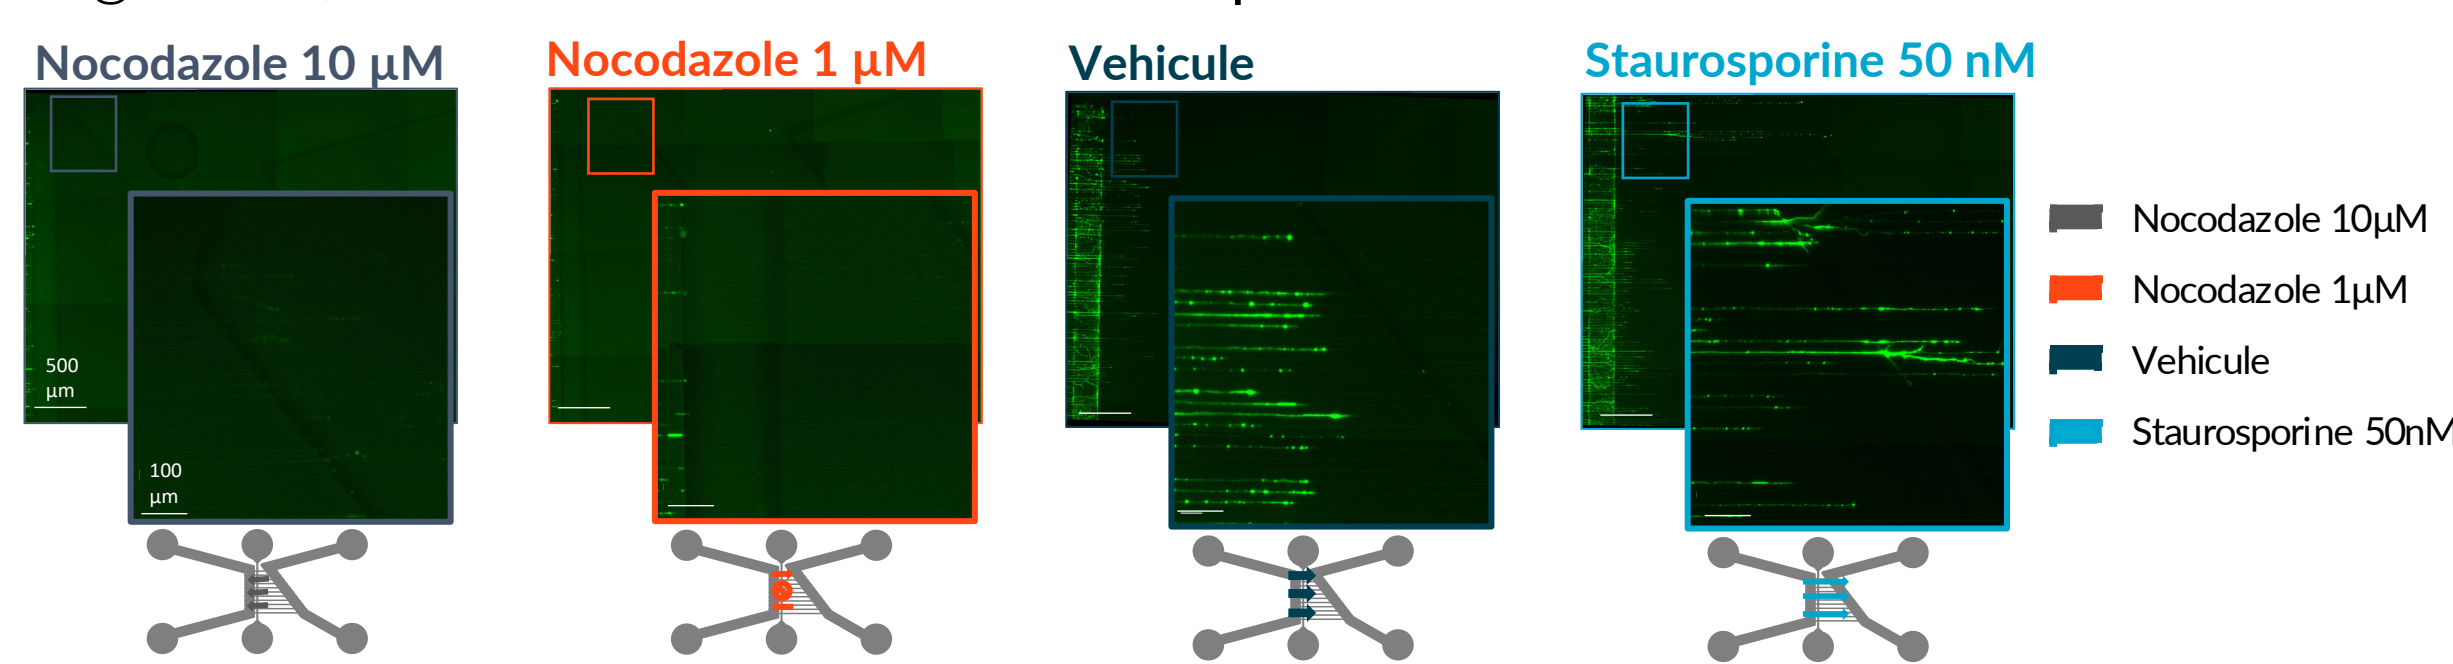 Nocodazole 10 µM
Nocodazole 1 µM
Vehicule
Staurosporine 50 nM
500
µm
100
µm
Nocodazole 10µM
Nocodazole 1µM
Vehicule
Staurosporine 50nM